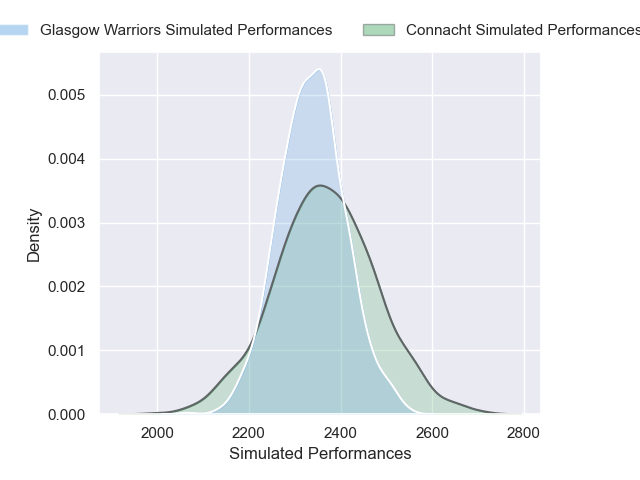 Glasgow Warriors Simulated Performances
Connacht Simulated Performances
0.005
0.004
0.003
0.002
0.001
0.000
Density
2000
2200
2400
2600
2800
Simulated Performances